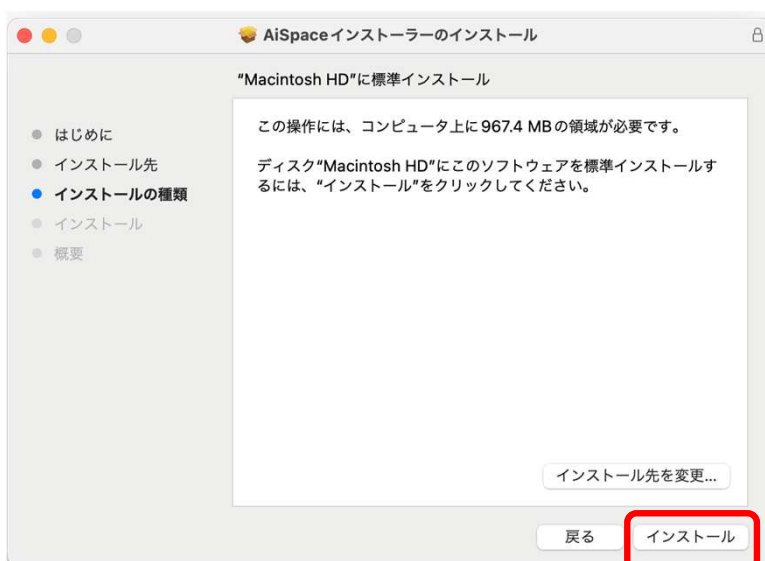 AiSpaceインストーラーのインストール
“Macintosh HD”に標準インストール
はじめに
インストール先
インストールの種類
インストール
概要
この操作には、コンピュータ上に967.4 MBの領域が必要です。
ディスク“Macintosh HD”にこのソフトウェアを標準インストールす
るには、“インストール”をクリックしてください。
インストール先を変更...
戻る
インストール